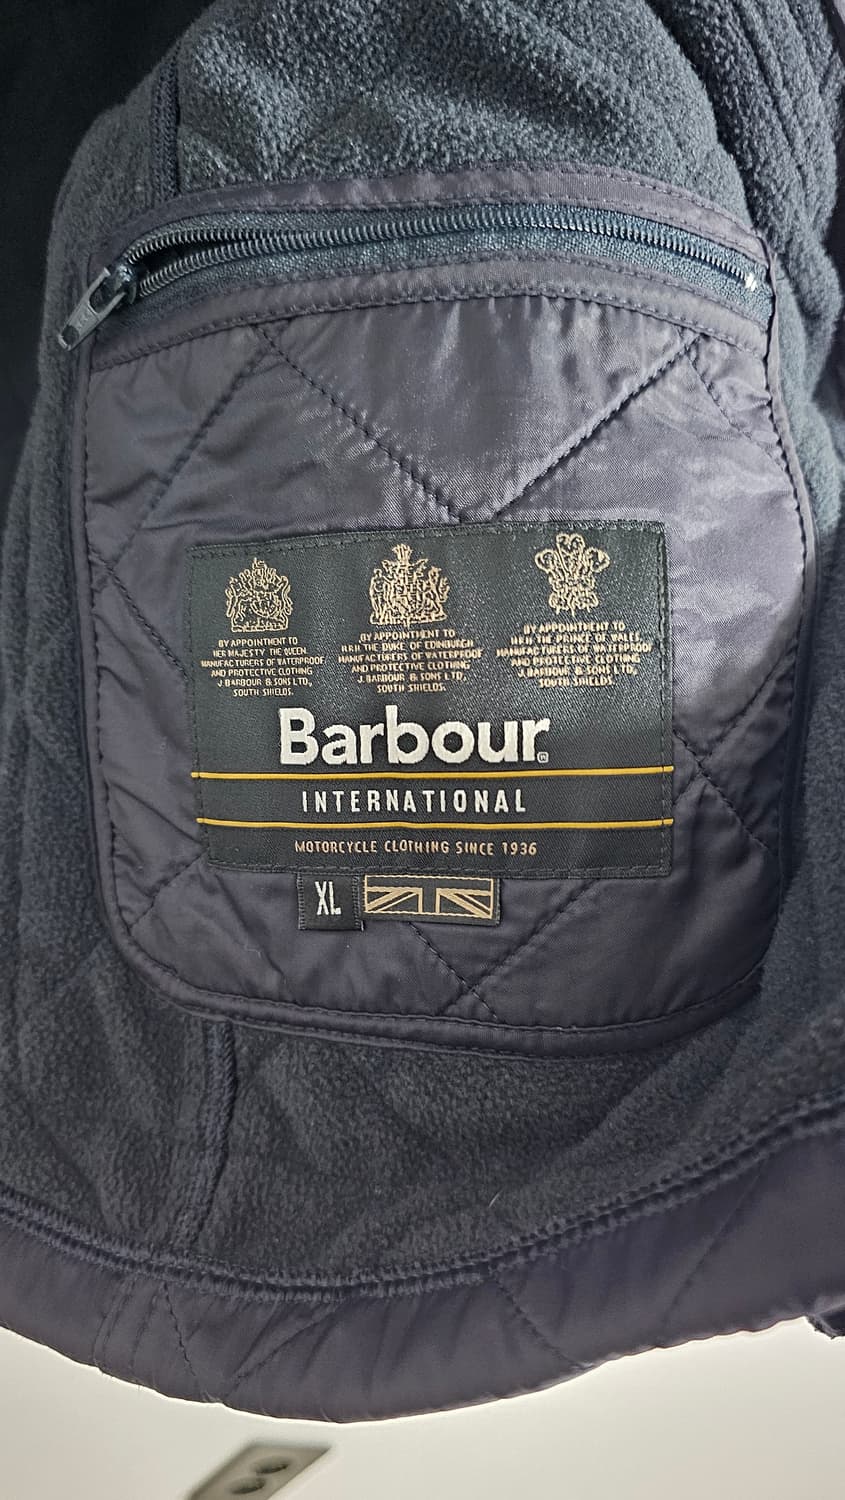 BY APPOINTMENT TO
HER MAJESTY THE QUEEN
MANUFACTURERS OF WATERPROOF
AND PROTECTIVE CLOTHING
J.BARBOUR & SONS LTD,
SOUTH SHIELDS.
BY APPOINTMENT TO
H.R.H THE DUKE OF EDINBURGH
MANUFACTURERS OF WATERPROOF
AND PROTECTIVE CLOTHING
J.BARBOUR & SONS LTD,
SOUTH SHIELDS.
BY APPOINTMENT TO
H.R.H THE PRINCE OF WALES
MANUFACTURERS OF WATERPROOF
AND PROTECTIVE CLOTHING
J.BARBOUR & SONS LTD,
SOUTH SHIELDS.
Barbour
INTERNATIONAL
MOTORCYCLE CLOTHING SINCE 1936
XL